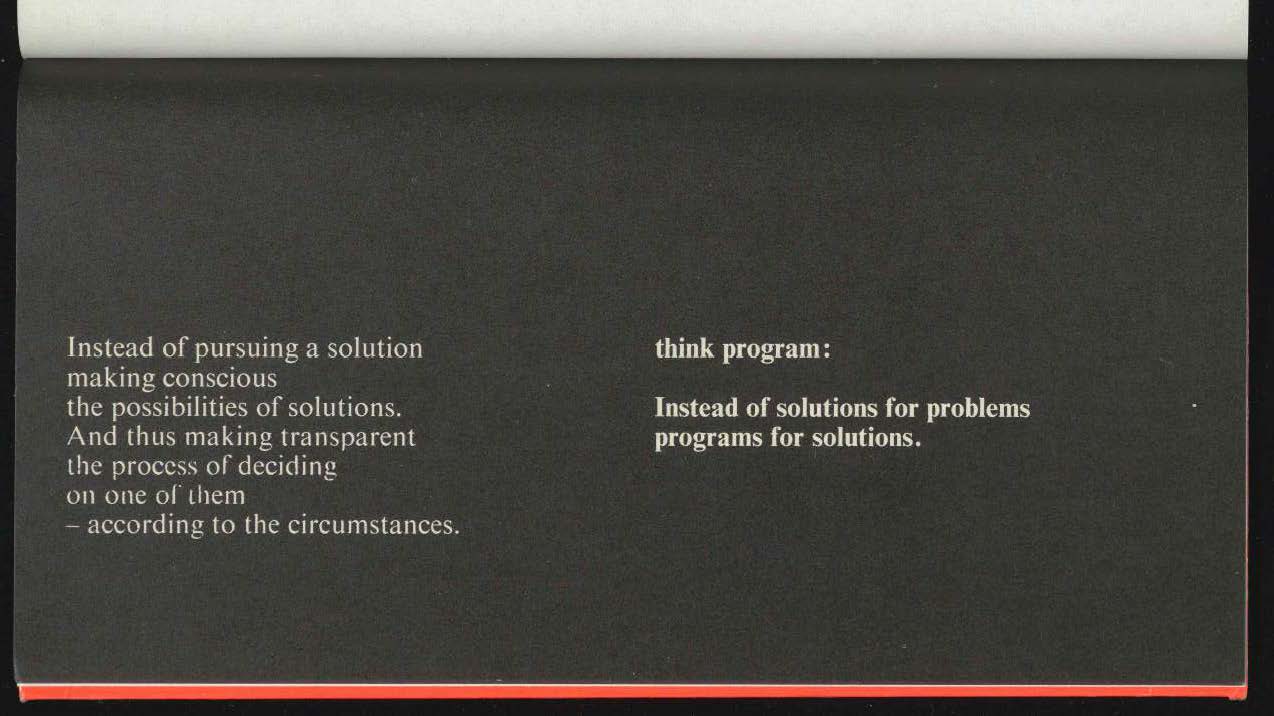 Instead of pursuing a solution
making conscious
the possibilities of solutions.
And thus making transparent
the process of deciding
on one of them
– according to the circumstances.
think program:
Instead of solutions for problems
programs for solutions.